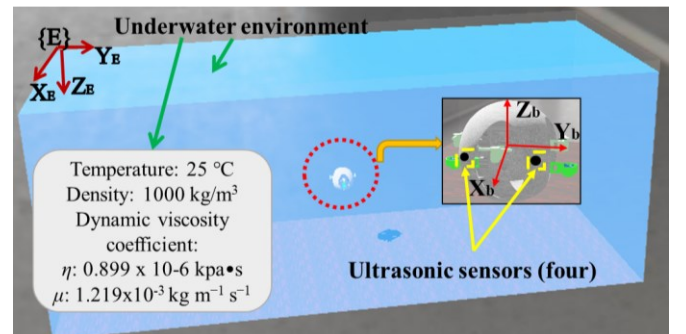 Underwater environment
{E}
YE
XE
ZE
Zb
Yb
Xb
Temperature: 25 °C
Density: 1000 kg/m³
Dynamic viscosity
coefficient:
η: 0.899 x 10-6 kpa•s
μ: 1.219x10⁻³ kg m⁻¹ s⁻¹
Ultrasonic sensors (four)